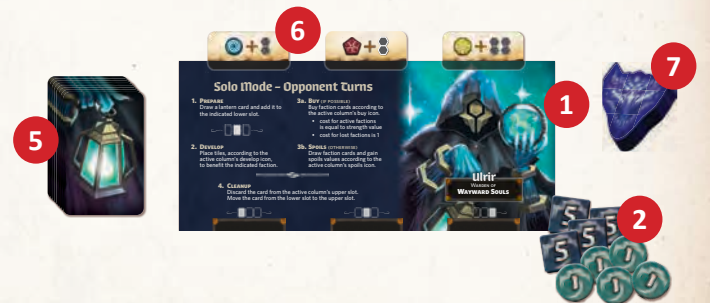 6
+
+
+
7
5
1
2
Solo Mode – Opponent Turns
1. PREPARE
Draw a lantern card and add it to
the indicated lower slot.
2. DEVELOP
Place tiles, according to the
active column's develop icon,
to benefit the indicated faction.
3a. BUY (IF POSSIBLE)
Buy faction cards according to
the active column's buy icon.
• cost for active factions
is equal to strength value
• cost for lost factions is 1
3b. SPOILS (OTHERWISE)
Draw faction cards and gain
spoils values according to the
active column's spoils icon.
4. CLEANUP
Discard the card from the active column's upper slot.
Move the card from the lower slot to the upper slot.
Ulrir
WARDEN OF
WAYWARD SOULS
5
5
5
5
1
1
1
1
1